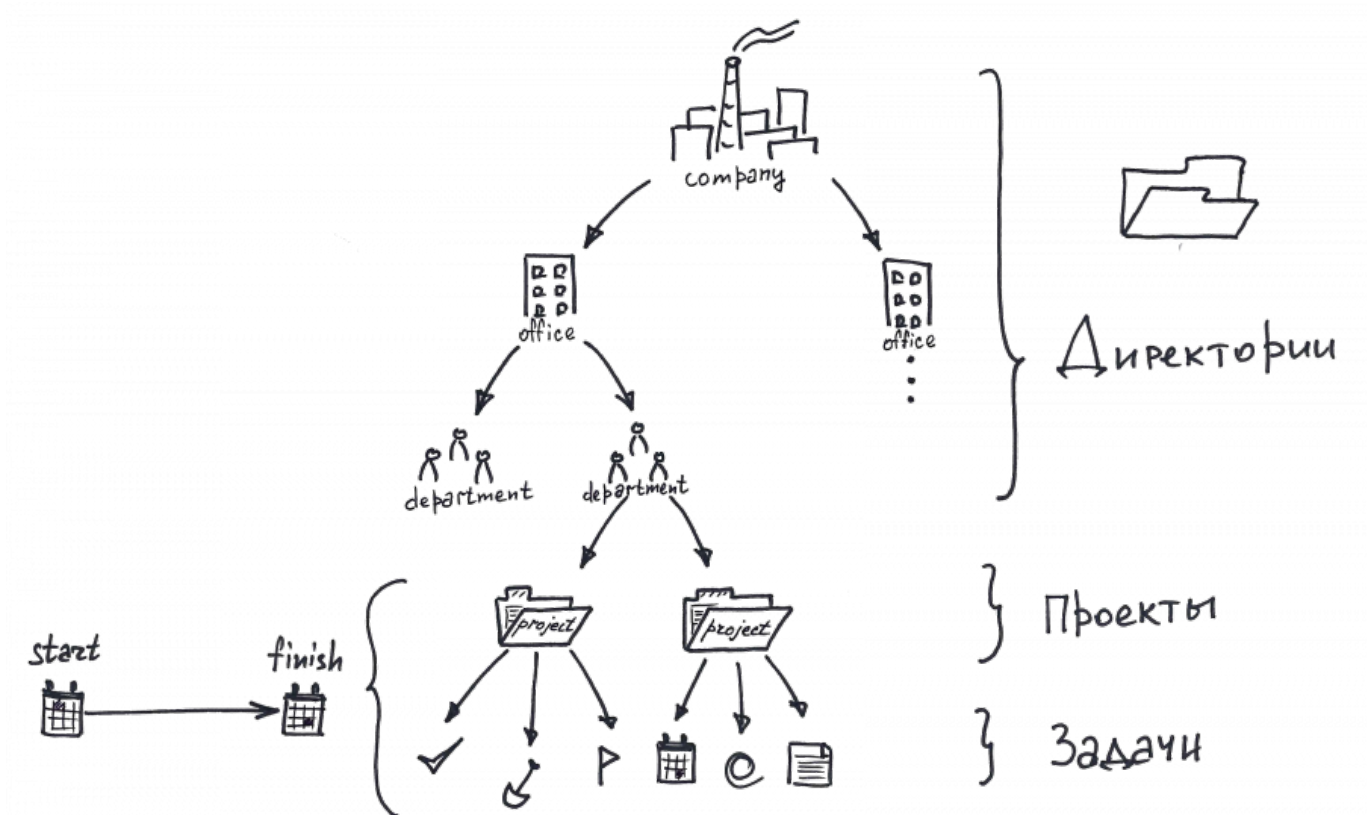 company
office
office
Директории
department
department
project
project
Проекты
start
finish
Задачи